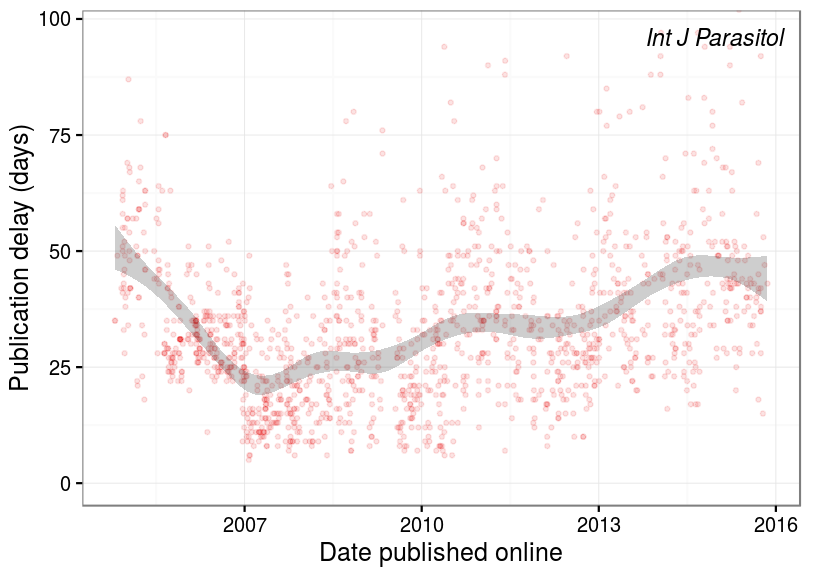 Int J Parasitol
Publication delay (days)
100
75
50
25
0
2007 2010 2013 2016
Date published online